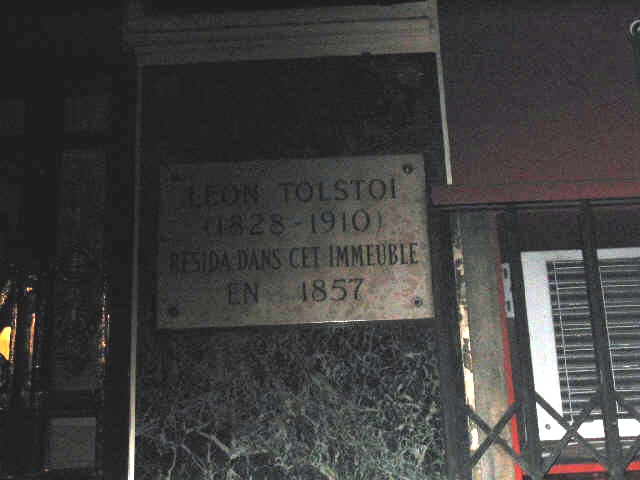 LEON TOLSTOI
(1828-1910)
RESIDA DANS CET IMMEUBLE
EN 1857